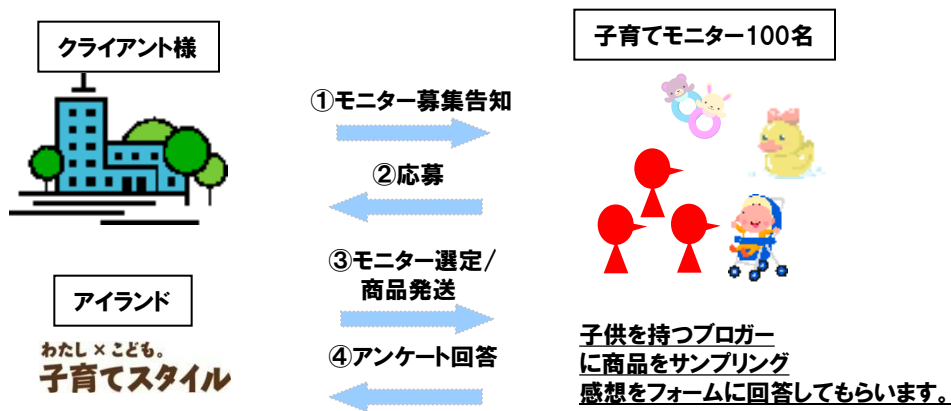 クライアント様
子育てモニター100名
①モニター募集告知
②応募
③モニター選定/
商品発送
④アンケート回答
アイランド
わたし×こども。
子育てスタイル
子供を持つブロガー
に商品をサンプリング
感想をフォームに回答してもらいます。